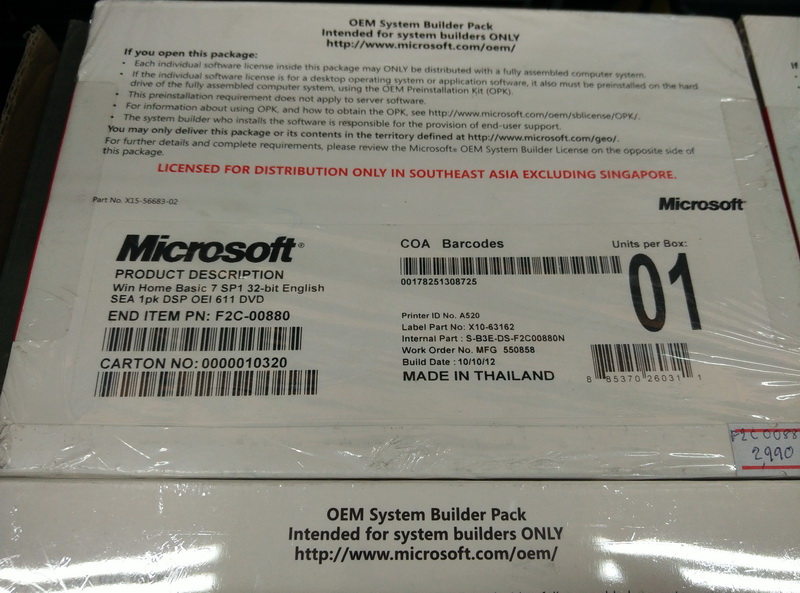 OEM System Builder Pack
Intended for system builders ONLY
http://www.microsoft.com/oem/
If you open this package:
• Each individual software license inside this package may ONLY be distributed with a fully assembled computer system.
• If the individual software license is for a desktop operating system or application software, it also must be preinstalled on the hard
drive of the fully assembled computer system, using the OEM Preinstallation Kit (OPK).
• This preinstallation requirement does not apply to server software.
• For information about using OPK, and how to obtain the OPK, see http://www.microsoft.com/oem/sblicense/OPK/.
• The system builder who installs the software is responsible for the provision of end-user support.
You may only deliver this package or its contents in the territory defined at http://www.microsoft.com/geo/.
For further details and complete requirements, please review the Microsoft® OEM System Builder License on the opposite side of
this package.
LICENSED FOR DISTRIBUTION ONLY IN SOUTHEAST ASIA EXCLUDING SINGAPORE.
Part No. X15-56683-02
Microsoft®
Microsoft®
PRODUCT DESCRIPTION
Win Home Basic 7 SP1 32-bit English
SEA 1pk DSP OEI 611 DVD
END ITEM PN: F2C-00880
CARTON NO: 0000010320
COA Barcodes
00178251308725
Units per Box:
01
Printer ID No. A520
Label Part No: X10-63162
Internal Part : S-B3E-DS-F2C00880N
Work Order No. MFG 550858
Build Date : 10/10/12
MADE IN THAILAND
8 85370 26031 1
F2C0088
2990
OEM System Builder Pack
Intended for system builders ONLY
http://www.microsoft.com/oem/